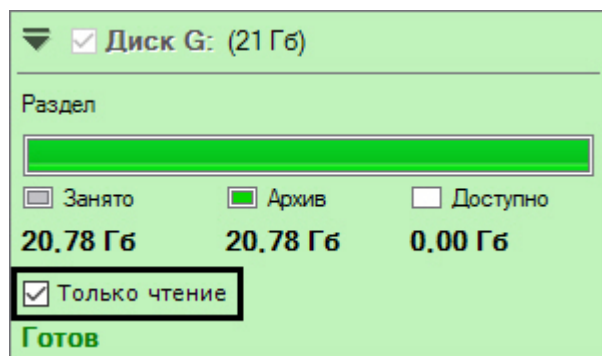 Диск G: (21 Гб)
Раздел
Занято Архив Доступно
20.78 Гб 20.78 Гб 0.00 Гб
Только чтение
Готов